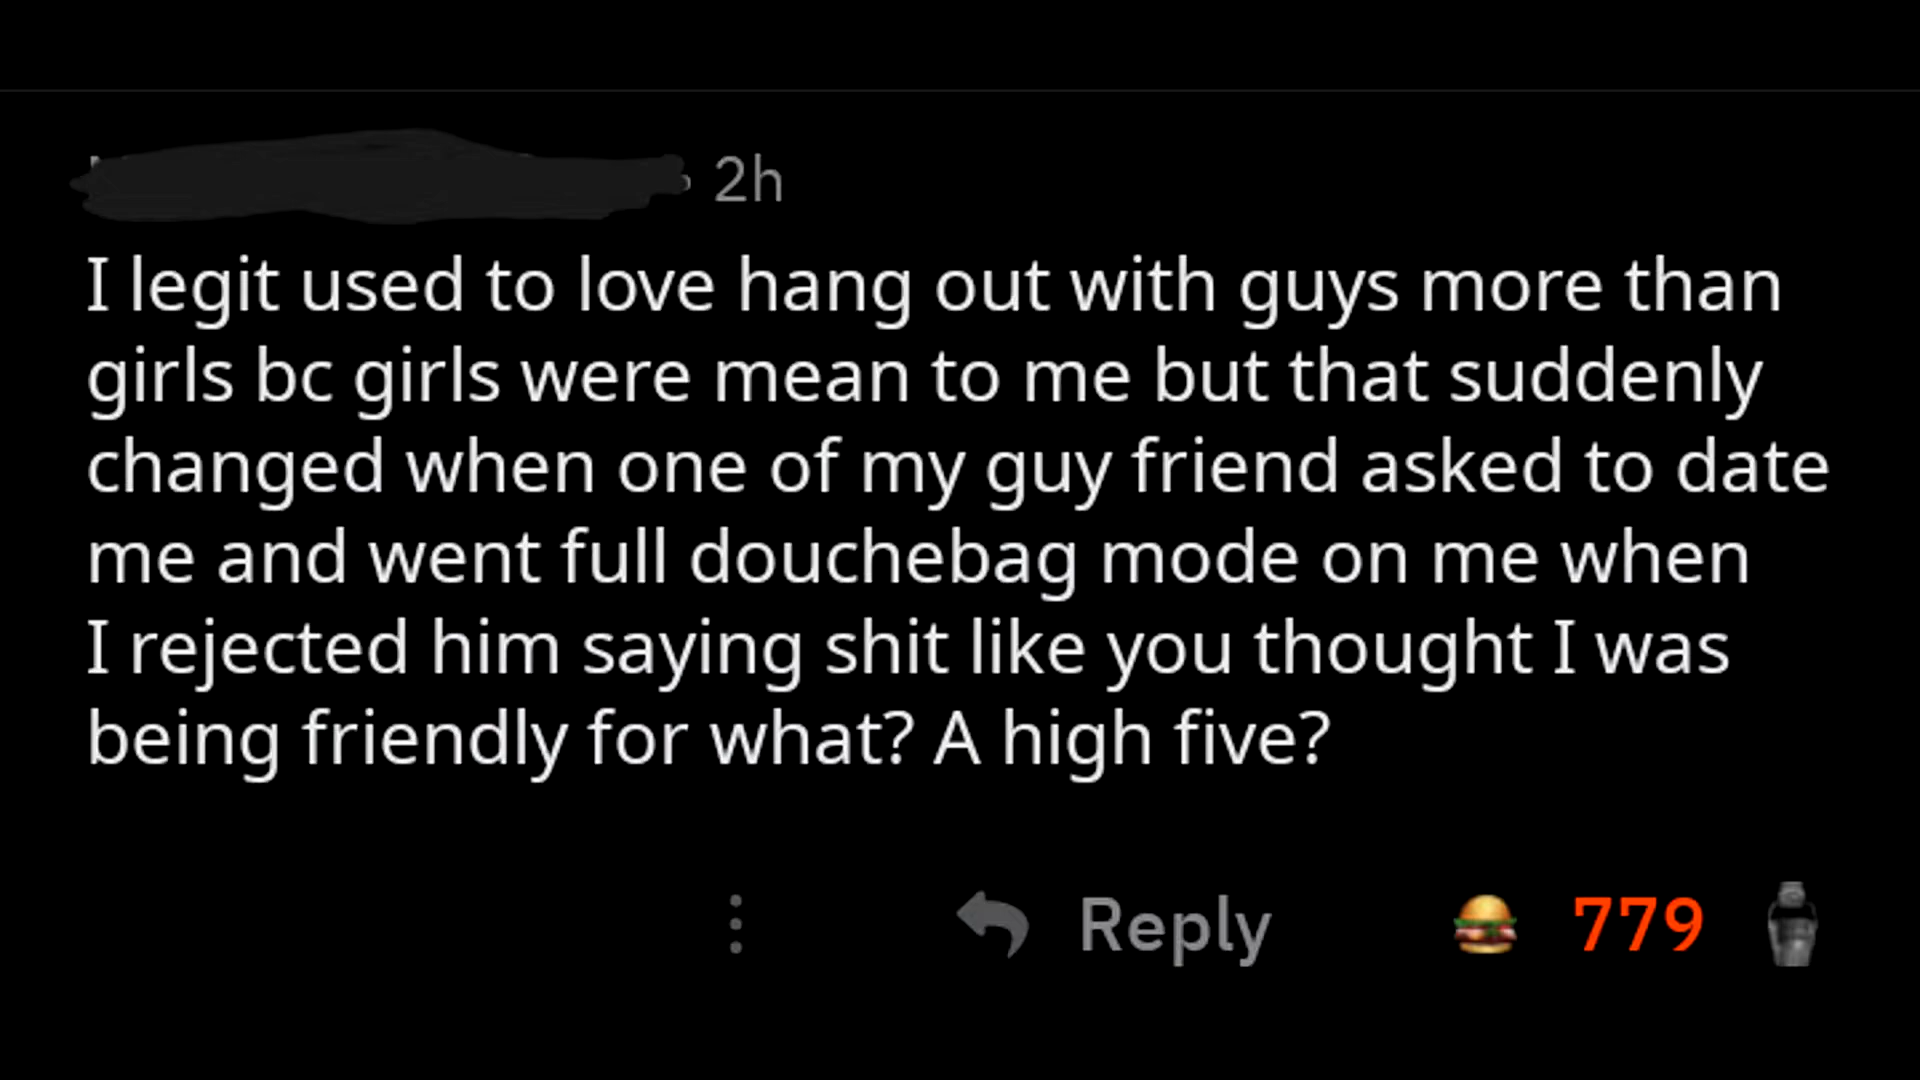 2h
I legit used to love hang out with guys more than
girls bc girls were mean to me but that suddenly
changed when one of my guy friend asked to date
me and went full douchebag mode on me when
I rejected him saying shit like you thought I was
being friendly for what? A high five?
Reply 779